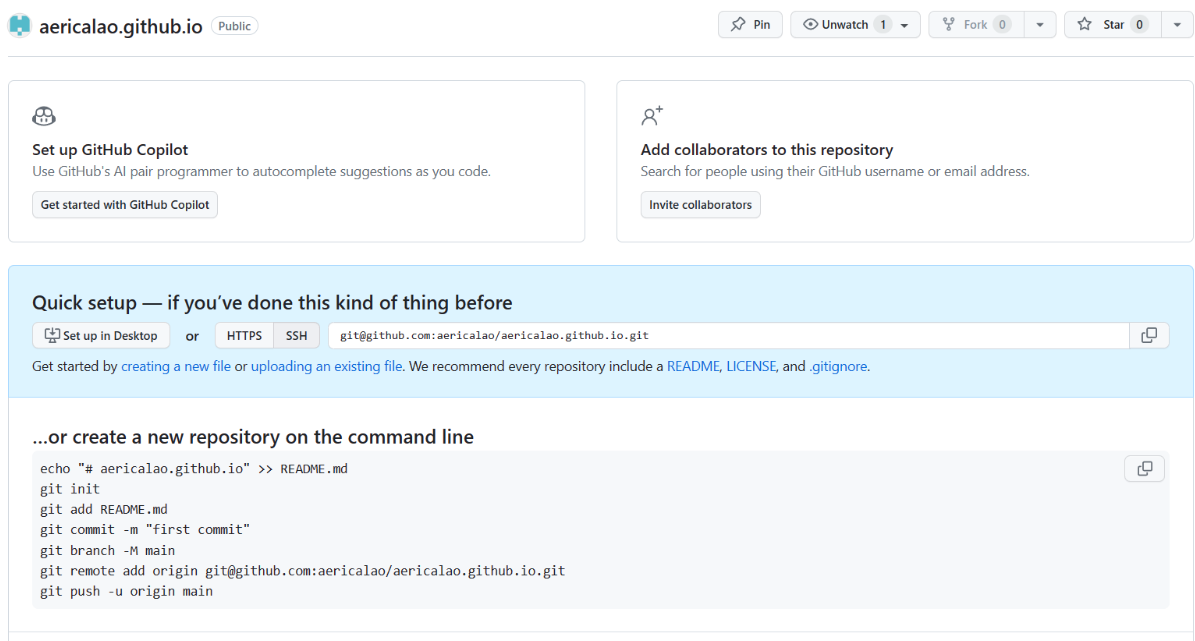 aericalao.github.io Public Pin Unwatch 1 Fork 0 Star 0
Set up GitHub Copilot
Use GitHub's AI pair programmer to autocomplete suggestions as you code.
Get started with GitHub Copilot
Add collaborators to this repository
Search for people using their GitHub username or email address.
Invite collaborators
Quick setup — if you've done this kind of thing before
Set up in Desktop or HTTPS SSH git@github.com:aericalao/aericalao.github.io.git
Get started by creating a new file or uploading an existing file. We recommend every repository include a README, LICENSE, and .gitignore.
…or create a new repository on the command line
echo "# aericalao.github.io" >> README.md
git init
git add README.md
git commit -m "first commit"
git branch -M main
git remote add origin git@github.com:aericalao/aericalao.github.io.git
git push -u origin main